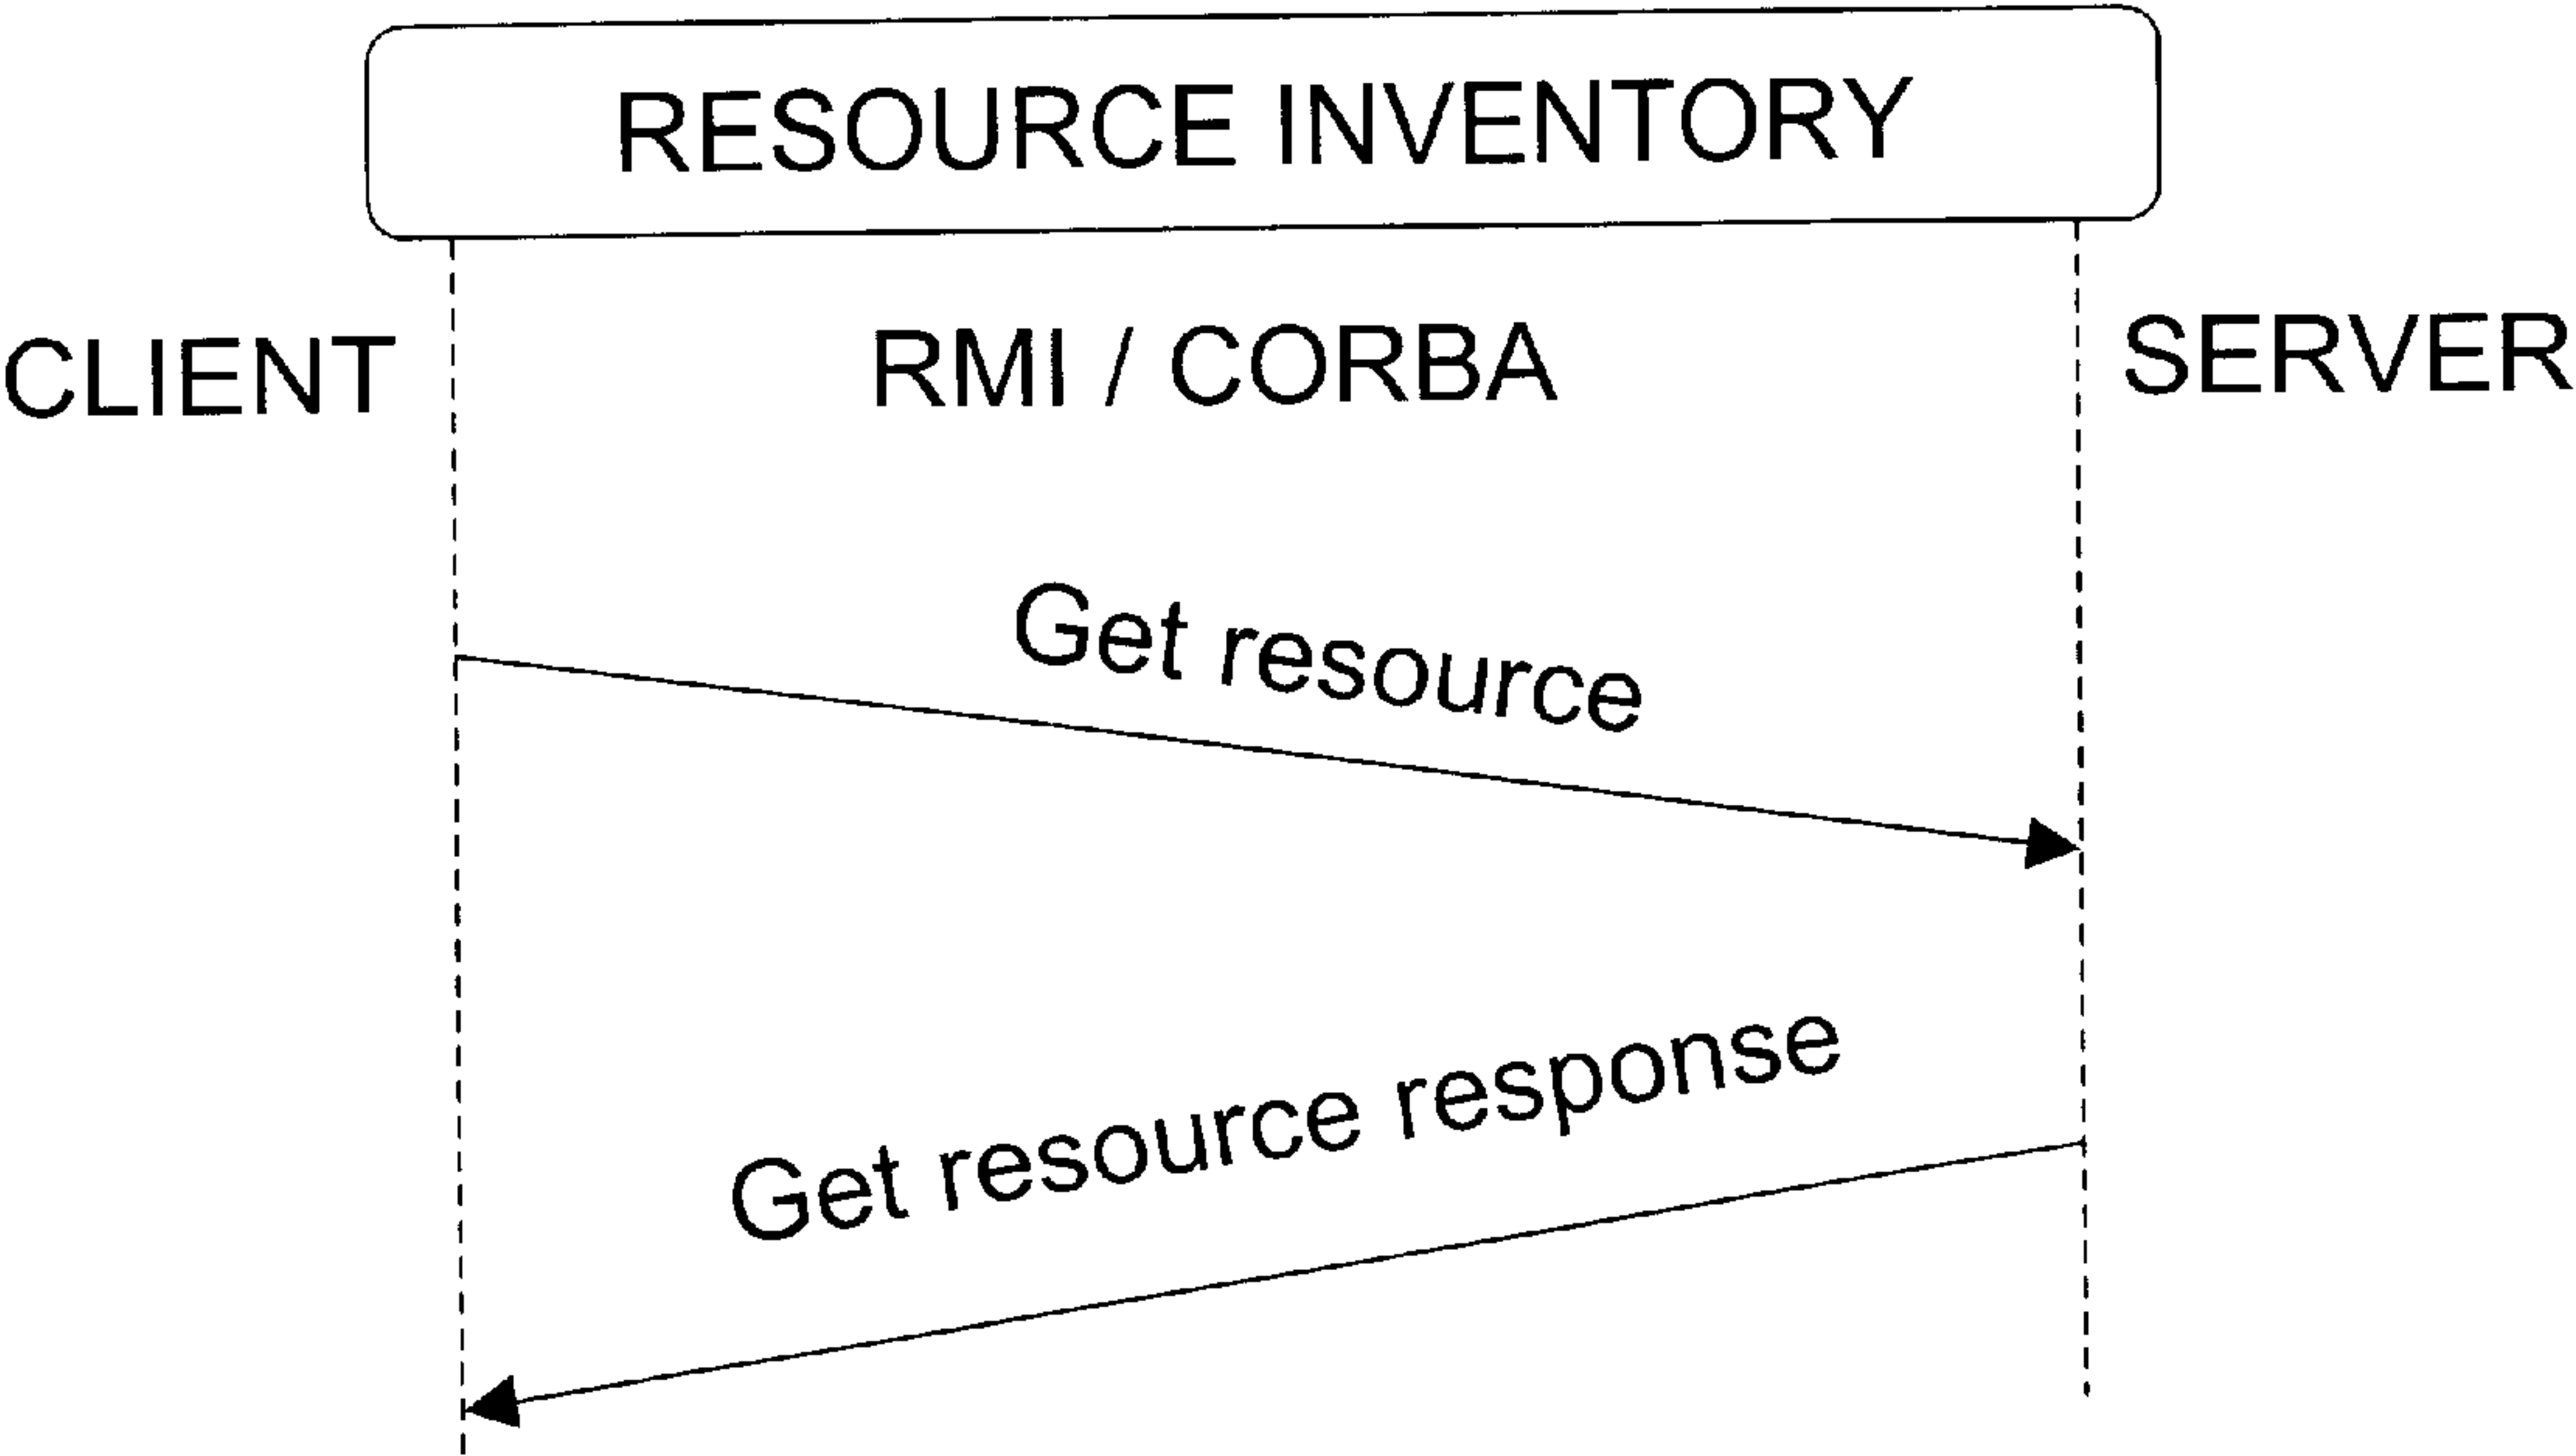 RESOURCE INVENTORY
CLIENT
RMI / CORBA
SERVER
Get resource
Get resource response